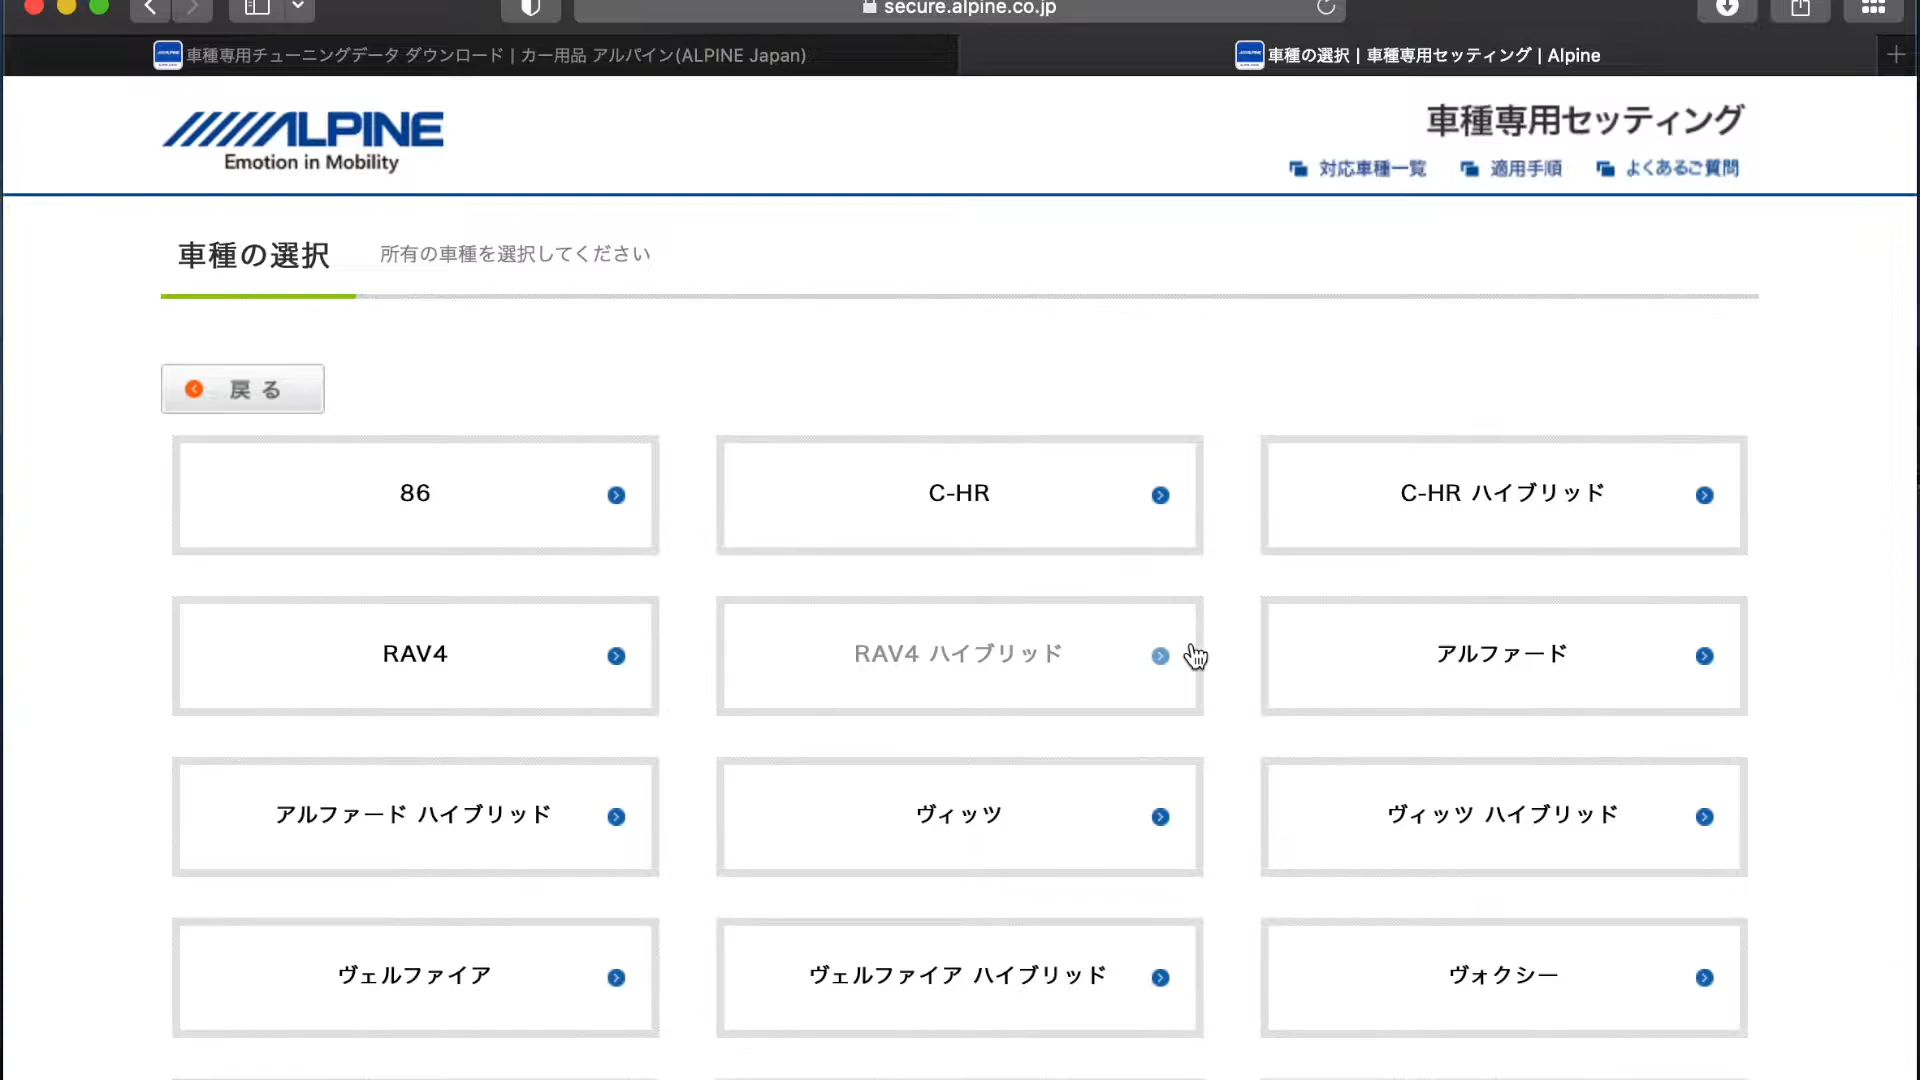 secure.alpine.co.jp
車種専用チューニングデータ ダウンロード | カー用品 アルパイン(ALPINE Japan)
車種の選択 | 車種専用セッティング | Alpine
ALPINE
Emotion in Mobility
車種専用セッティング
対応車種一覧 適用手順 よくあるご質問
車種の選択 所有の車種を選択してください
戻る
86 C-HR C-HR ハイブリッド
RAV4 RAV4 ハイブリッド アルファード
アルファード ハイブリッド ヴィッツ ヴィッツ ハイブリッド
ヴェルファイア ヴェルファイア ハイブリッド ヴォクシー